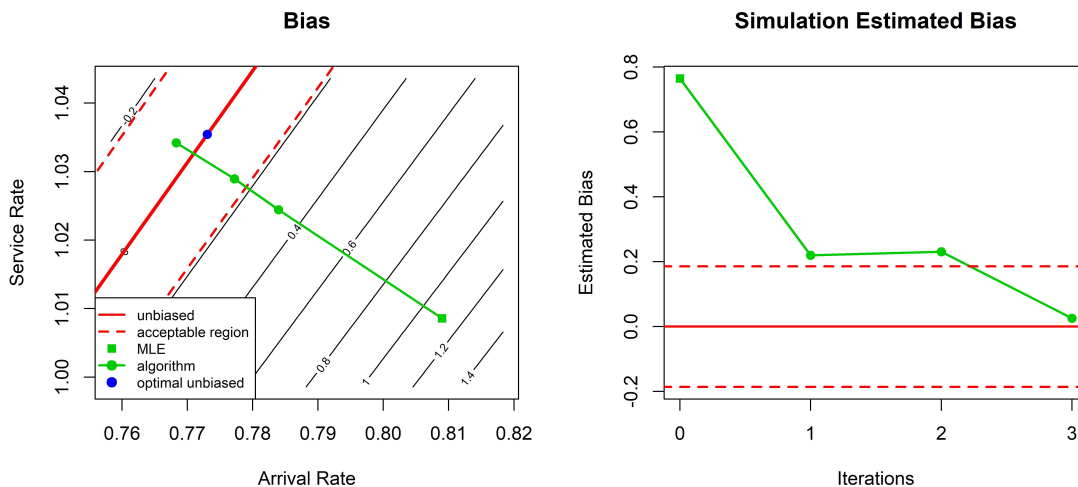 Bias
Service Rate
1.00 1.01 1.02 1.03 1.04
-0.2
0
0.4
0.6
0.8
1
1.2
1.4
unbiased
acceptable region
MLE
algorithm
optimal unbiased
0.76 0.77 0.78 0.79 0.80 0.81 0.82
Arrival Rate
Simulation Estimated Bias
Estimated Bias
-0.2 0.0 0.2 0.4 0.6 0.8
0 1 2 3
Iterations